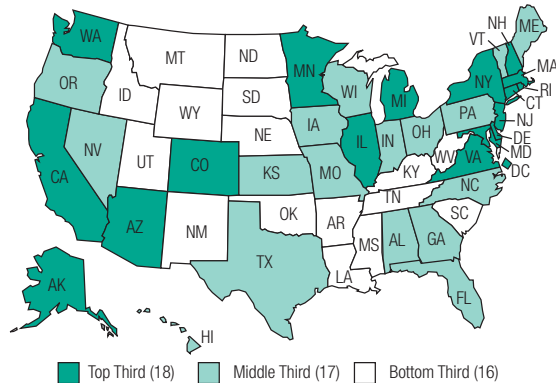 WA
MT
ND
MN
VT
NH
ME
OR
ID
SD
WI
MI
NY
MA
RI
CT
WY
NE
IA
PA
NJ
DE
MD
DC
NV
UT
CO
KS
MO
IL
IN
OH
WV
VA
KY
NC
CA
AZ
NM
OK
AR
TN
SC
TX
LA
MS
AL
GA
FL
AK
HI
Top Third (18) Middle Third (17) Bottom Third (16)